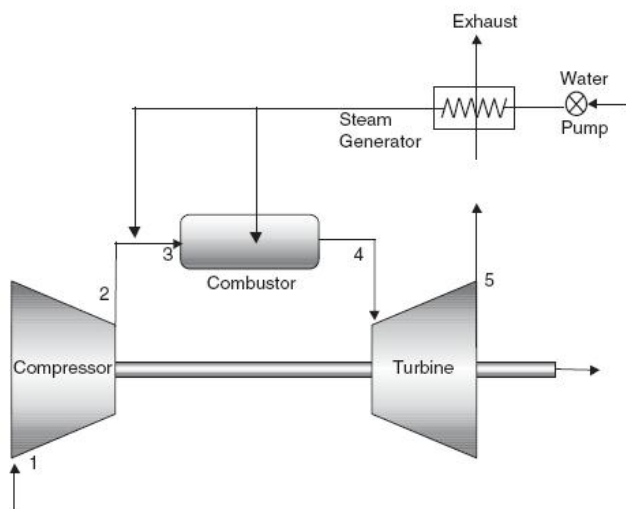 Exhaust
Water
Pump
Steam
Generator
3
4
Combustor
2
5
Compressor
Turbine
1